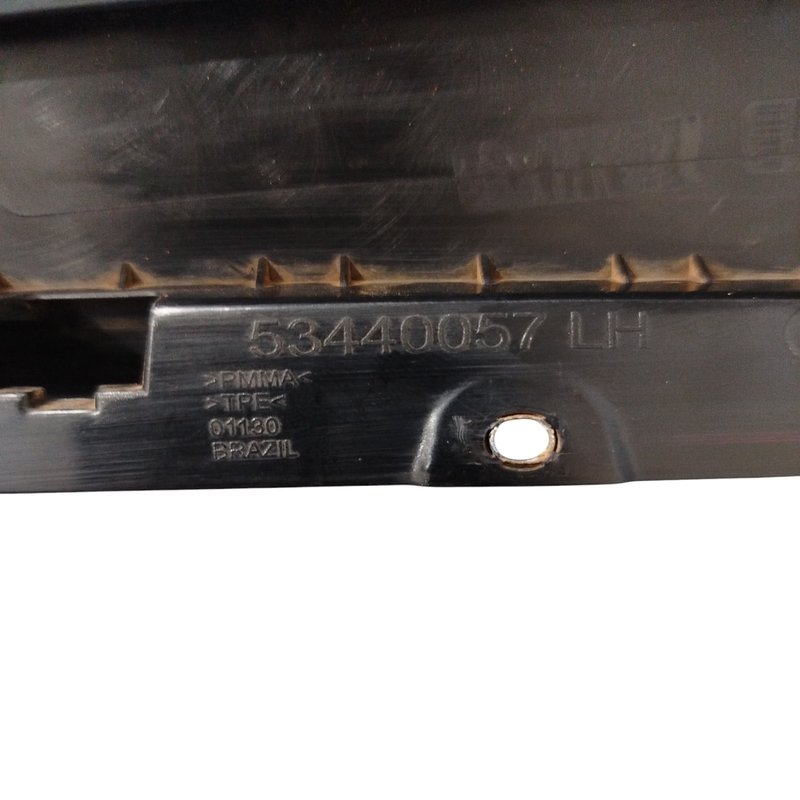 53440057 LH
>PMMA<
>TPE<
01130
BRAZIL